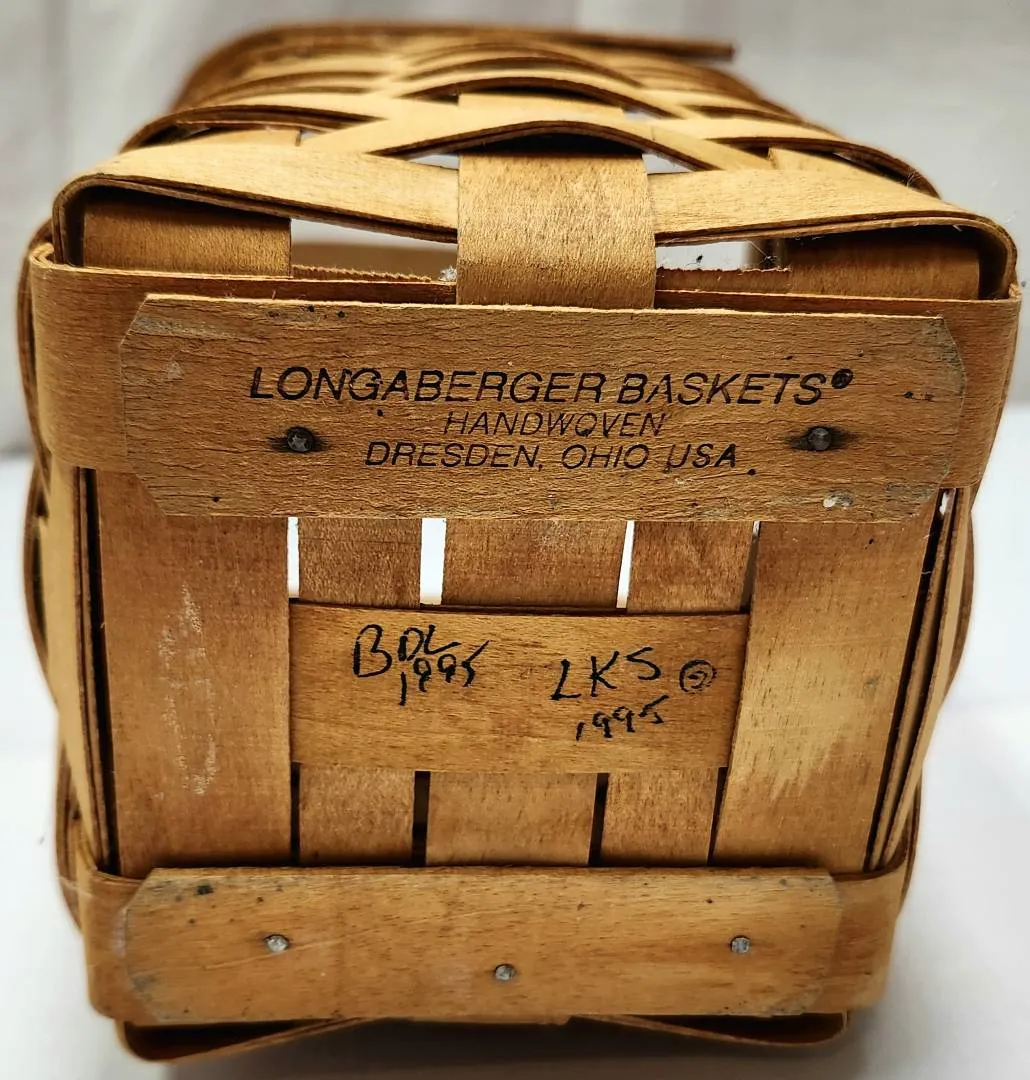 LONGABERGER BASKETS®
HANDWOVEN
DRESDEN, OHIO USA
BDL LKS
1995 1995